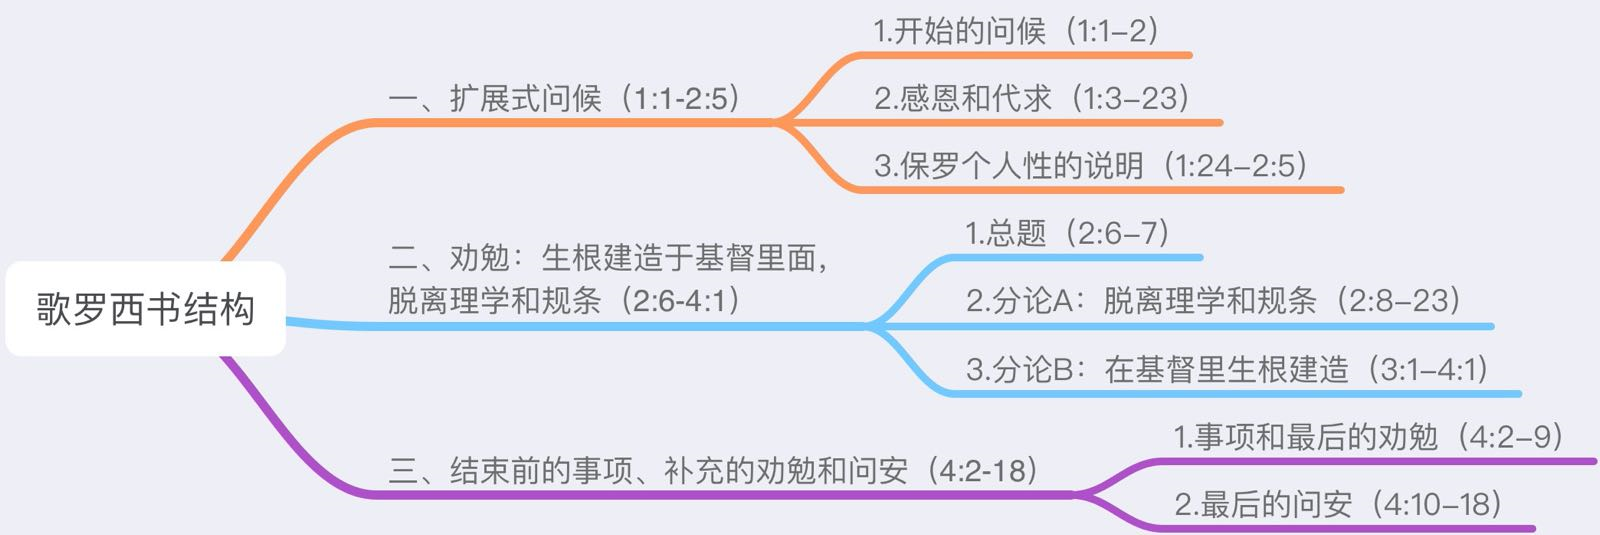 歌罗西书结构
一、扩展式问候（1:1-2:5）
1.开始的问候（1:1–2）
2.感恩和代求（1:3–23）
3.保罗个人性的说明（1:24–2:5）
二、劝勉：生根建造于基督里面，
脱离理学和规条（2:6-4:1）
1.总题（2:6–7）
2.分论A：脱离理学和规条（2:8–23）
3.分论B：在基督里生根建造（3:1–4:1）
三、结束前的事项、补充的劝勉和问安（4:2-18）
1.事项和最后的劝勉（4:2–9）
2.最后的问安（4:10–18）